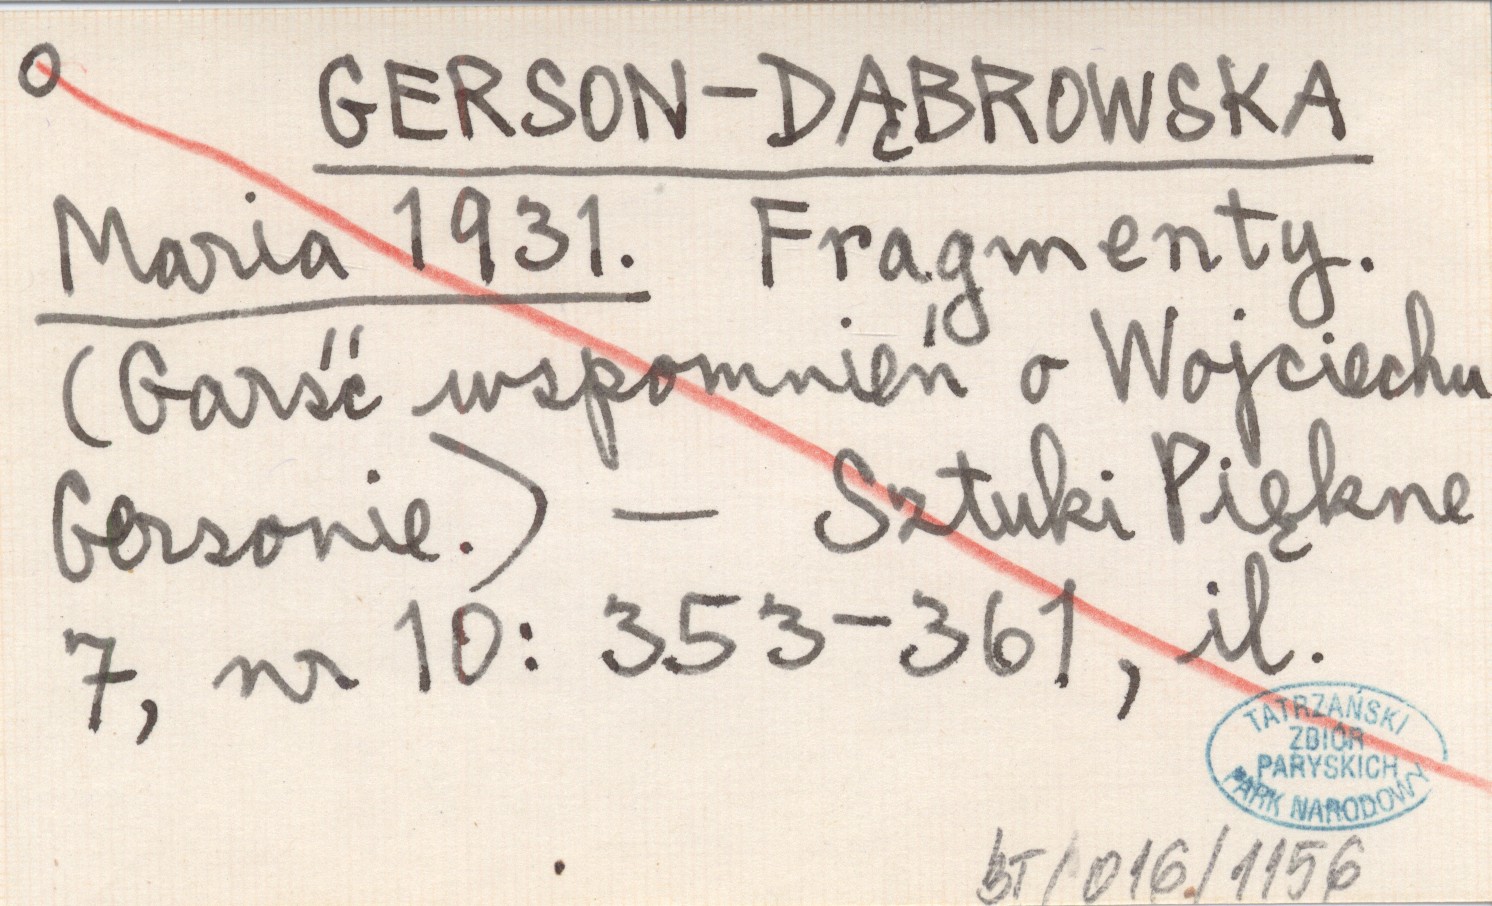 O GERSON-DĄBROWSKA
Maria 1931. Fragmenty.
(Garść wspomnień o Wojciechu
Gersonie.) — Sztuki Piękne
7, nr 10: 353-361, il.
TATRZAŃSKI
ZBIÓR
PARYSKICH
PARK NARODOWY
BT/016/1156